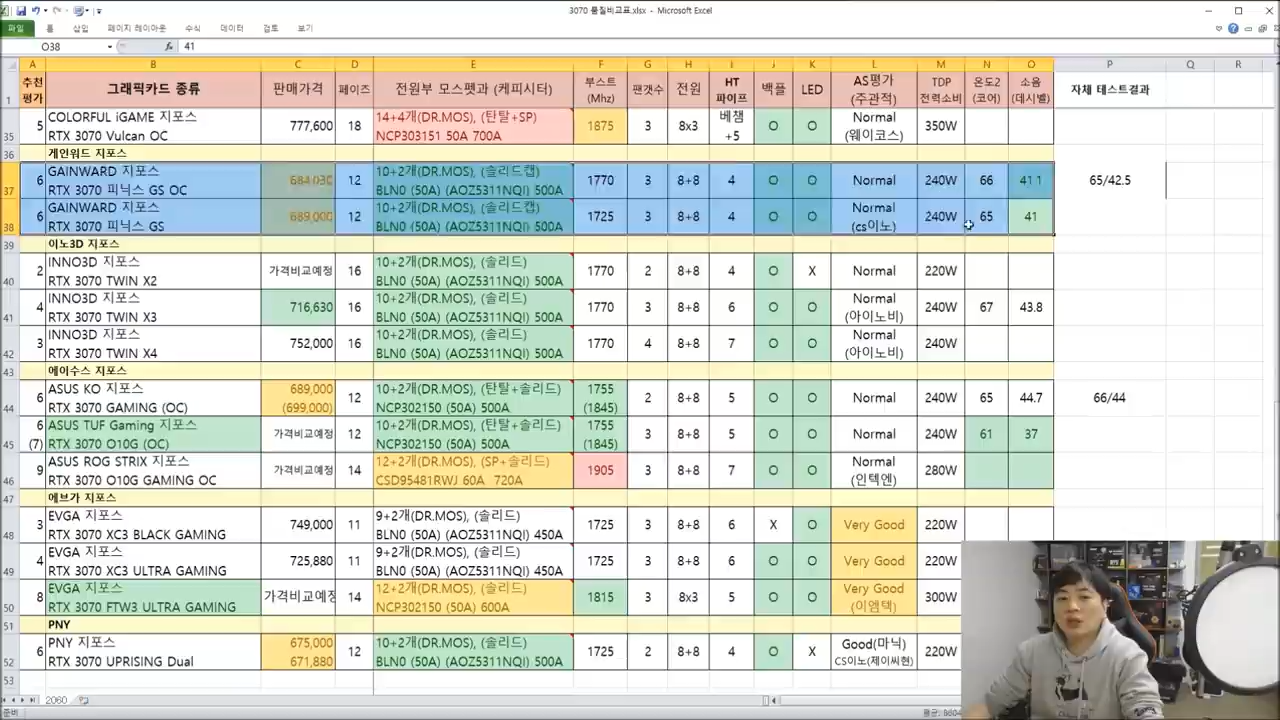 3070 품질비교표.xlsx - Microsoft Excel
파일 홈 삽입 페이지 레이아웃 수식 데이터 검토 보기
O38 41
A B C D E F G H I J K L M N O P Q R
1 추천 평가 그래픽카드 종류 판매가격 페이즈 전원부 모스펫과 (케피시터) 부스트 (Mhz) 팬갯수 전원 HT 파이프 백플 LED AS평가 (주관적) TDP 전력소비 온도2 (코어) 소음 (데시벨) 자체 테스트결과
35 5 COLORFUL iGAME 지포스 777,600 18 14+4개(DR.MOS), (탄탈+SP) 1875 3 8x3 베챔 O O Normal 350W
RTX 3070 Vulcan OC NCP303151 50A 700A +5 (웨이코스)
36 게인워드 지포스
37 6 GAINWARD 지포스 12 10+2개(DR.MOS), (솔리드캡) 1770 3 8+8 4 O O Normal 240W 66 41.1 65/42.5
RTX 3070 피닉스 GS OC BLN0 (50A) (AOZ5311NQI) 500A
38 6 GAINWARD 지포스 689,000 12 10+2개(DR.MOS), (솔리드캡) 1725 3 8+8 4 O O Normal 240W 65 41
RTX 3070 피닉스 GS BLN0 (50A) (AOZ5311NQI) 500A (cs이노)
39 이노3D 지포스
40 2 INNO3D 지포스 가격비교예정 16 10+2개(DR.MOS), (솔리드) 1770 2 8+8 4 O X Normal 220W
RTX 3070 TWIN X2 BLN0 (50A) (AOZ5311NQI) 500A
41 4 INNO3D 지포스 716,630 16 10+2개(DR.MOS), (솔리드) 1770 3 8+8 6 O O Normal 240W 67 43.8
RTX 3070 TWIN X3 BLN0 (50A) (AOZ5311NQI) 500A (아이노비)
42 3 INNO3D 지포스 752,000 16 10+2개(DR.MOS), (솔리드) 1770 4 8+8 7 O O Normal 240W
RTX 3070 TWIN X4 BLN0 (50A) (AOZ5311NQI) 500A (아이노비)
43 에이수스 지포스
44 6 ASUS KO 지포스 689,000 12 10+2개(DR.MOS), (탄탈+솔리드) 1755 2 8+8 5 O O Normal 240W 65 44.7 66/44
RTX 3070 GAMING (OC) (699,000) NCP302150 (50A) 500A (1845)
45 6 ASUS TUF Gaming 지포스 가격비교예정 12 10+2개(DR.MOS), (탄탈+솔리드) 1755 3 8+8 5 O O Normal 240W 61 37
(7) RTX 3070 O10G (OC) NCP302150 (50A) 500A (1845)
46 9 ASUS ROG STRIX 지포스 가격비교예정 14 12+2개(DR.MOS), (SP+솔리드) 1905 3 8+8 7 O O Normal 280W
RTX 3070 O10G GAMING OC CSD95481RWJ 60A 720A (인텍엔)
47 에브가 지포스
48 3 EVGA 지포스 749,000 11 9+2개(DR.MOS), (솔리드) 1725 3 8+8 6 X O Very Good 220W
RTX 3070 XC3 BLACK GAMING BLN0 (50A) (AOZ5311NQI) 450A
49 4 EVGA 지포스 725,880 11 9+2개(DR.MOS), (솔리드) 1725 3 8+8 6 O O Very Good 220W
RTX 3070 XC3 ULTRA GAMING BLN0 (50A) (AOZ5311NQI) 450A
50 8 EVGA 지포스 가격비교예정 14 12+2개(DR.MOS), (솔리드) 1815 3 8x3 5 O O Very Good 300W
RTX 3070 FTW3 ULTRA GAMING NCP302150 (50A) 600A (이엠텍)
51 PNY
52 6 PNY 지포스 675,000 12 10+2개(DR.MOS), (솔리드) 1725 2 8+8 4 O X Good(마닉) 220W
RTX 3070 UPRISING Dual 671,880 BLN0 (50A) (AOZ5311NQI) 500A CS이노(제이씨현)
53
2060
준비